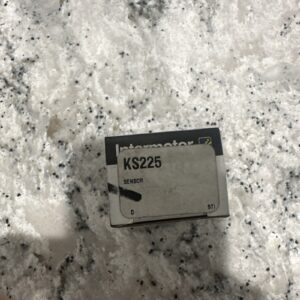 Intermotor
KS225
SENSOR
D